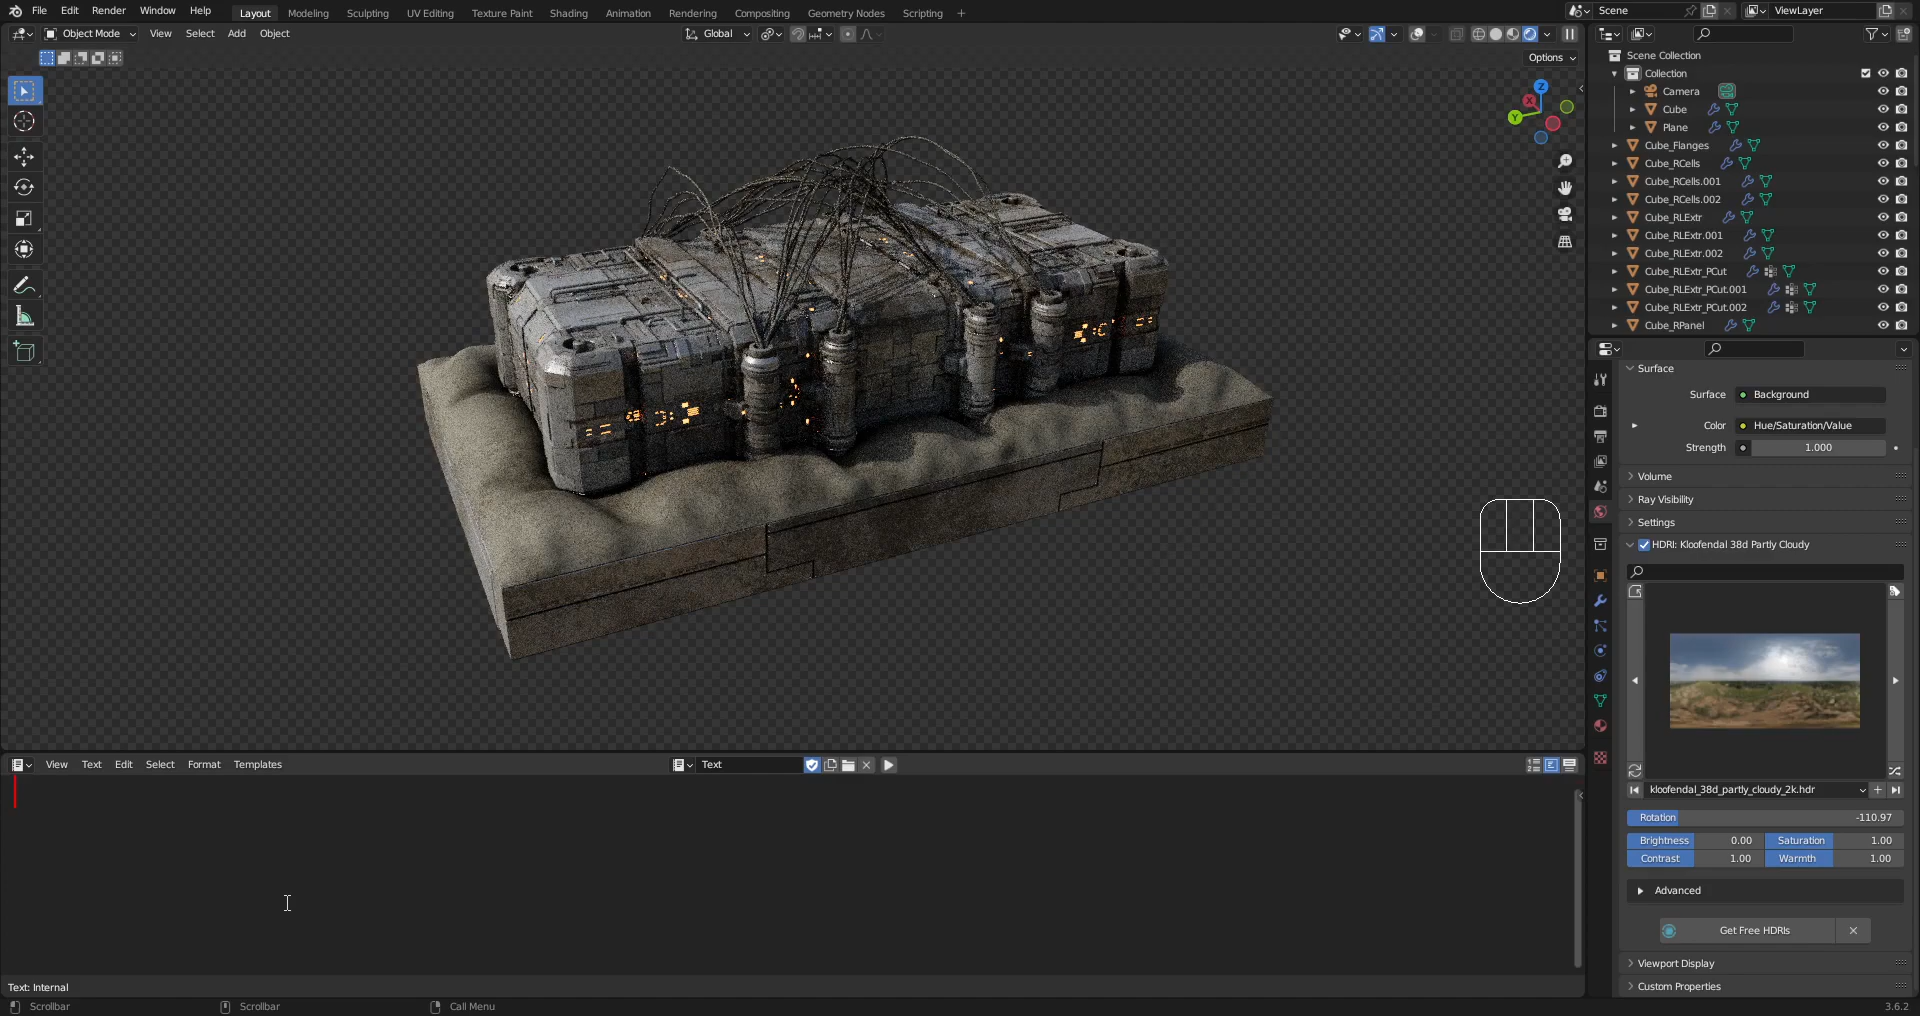 File Edit Render Window Help Layout Modeling Sculpting UV Editing Texture Paint Shading Animation Rendering Compositing Geometry Nodes Scripting + Scene ViewLayer
Object Mode View Select Add Object Global
Options
Z
X
Y
Scene Collection
Collection
Camera
Cube
Plane
Cube_Flanges
Cube_RCells
Cube_RCells.001
Cube_RCells.002
Cube_RLExtr
Cube_RLExtr.001
Cube_RLExtr.002
Cube_RLExtr_PCut
Cube_RLExtr_PCut.001
Cube_RLExtr_PCut.002
Cube_RPanel
Surface
Surface Background
Color Hue/Saturation/Value
Strength 1.000
Volume
Ray Visibility
Settings
HDRI: Kloofendal 38d Partly Cloudy
kloofendal_38d_partly_cloudy_2k.hdr
Rotation -110.97
Brightness 0.00 Saturation 1.00
Contrast 1.00 Warmth 1.00
Advanced
Get Free HDRIs
Viewport Display
Custom Properties
View Text Edit Select Format Templates Text
Text: Internal
Scrollbar Scrollbar Call Menu 3.6.2